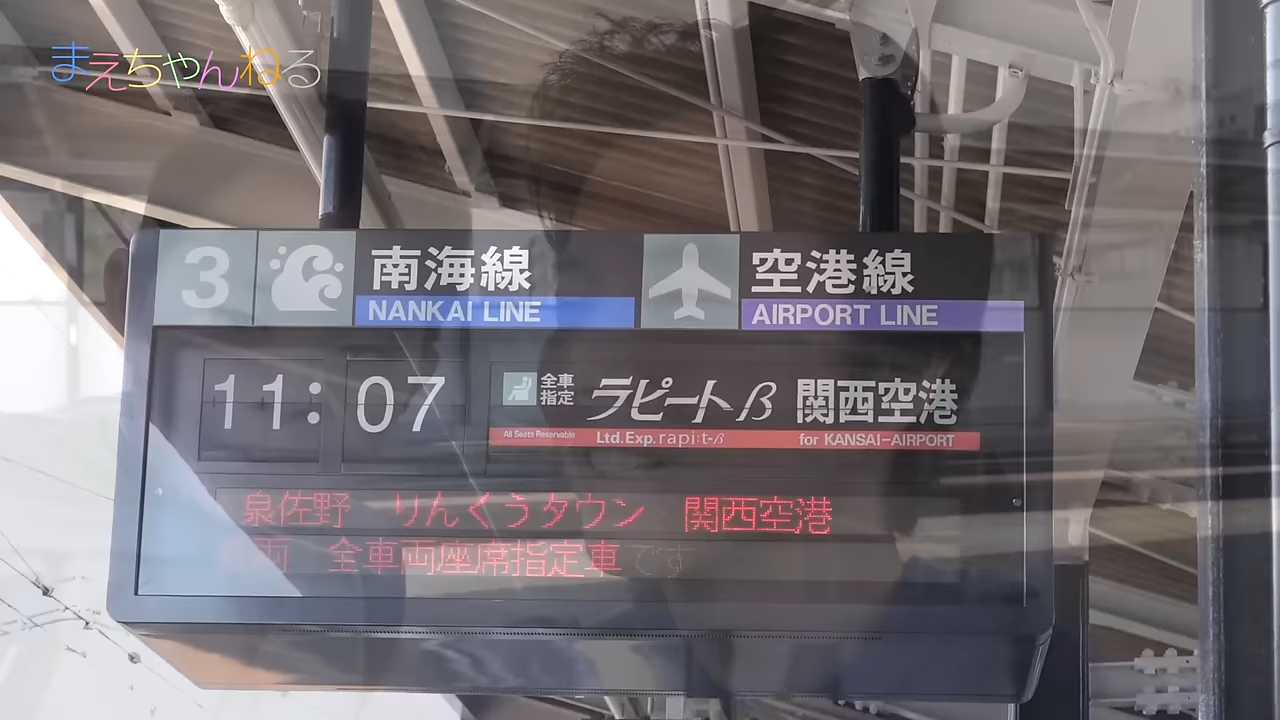 まえちゃんねる
3 南海線 空港線
NANKAI LINE AIRPORT LINE
11:07 全車指定 ラピートβ 関西空港
All Seats Reservable Ltd.Exp.rapi:t-β for KANSAI-AIRPORT
泉佐野 りんくうタウン 関西空港
両 全車両座席指定車です